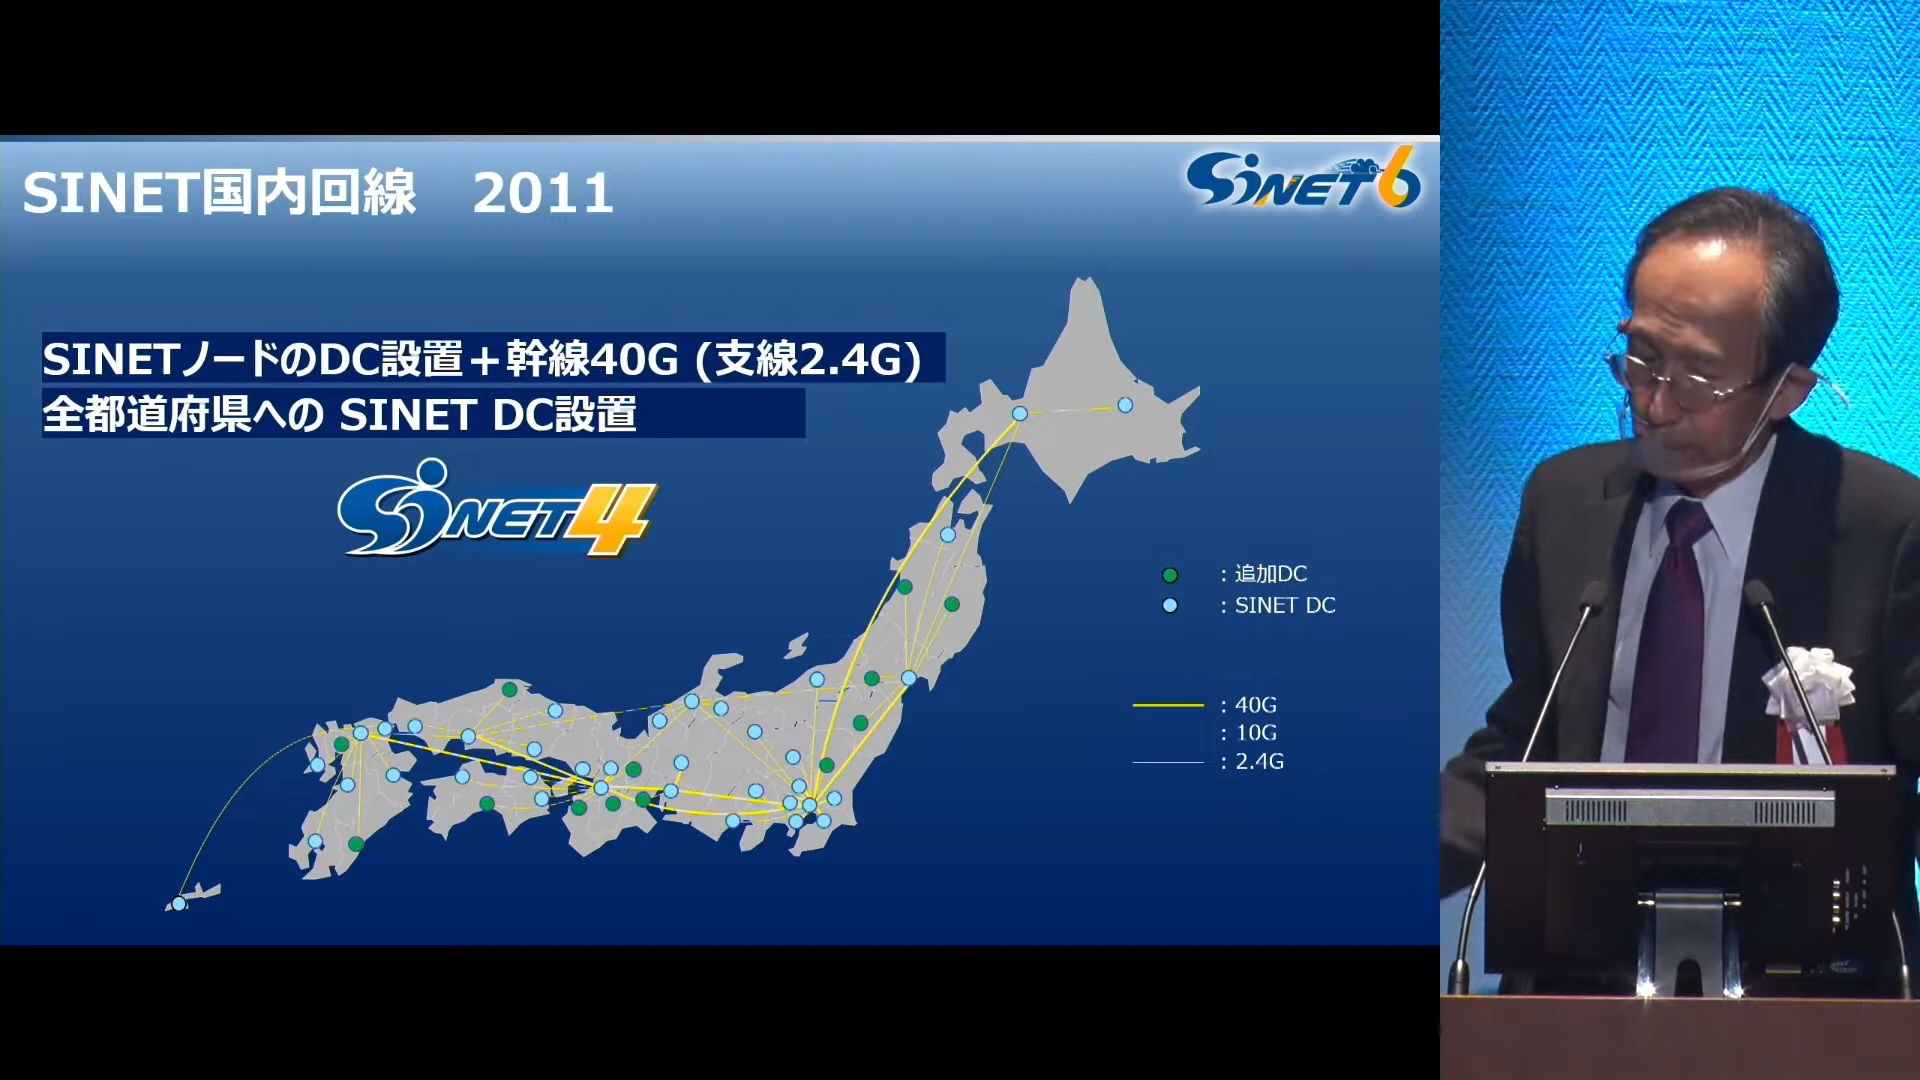 SINET国内回線　2011
SINET6
SINETノードのDC設置＋幹線40G (支線2.4G)
全都道府県への SINET DC設置
SINET4
：追加DC
：SINET DC
：40G
：10G
：2.4G